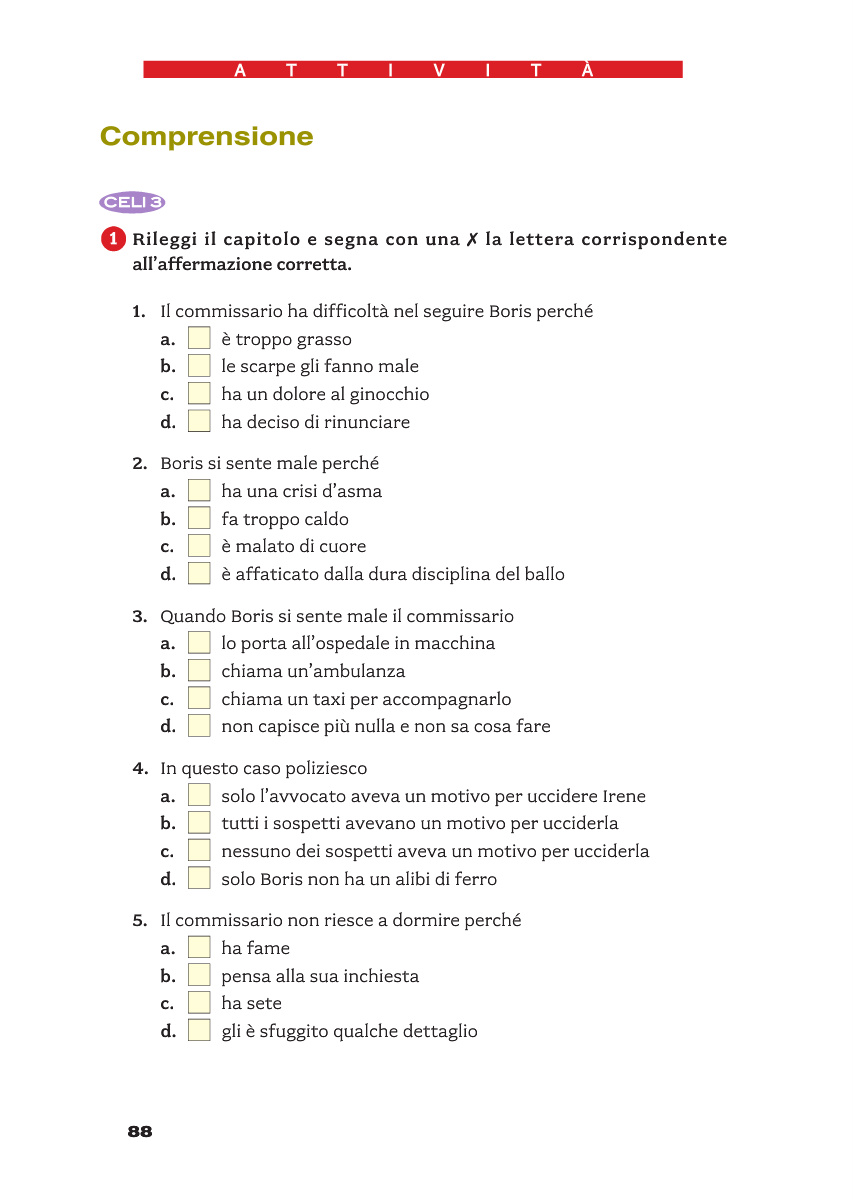 A T T I V I T À
Comprensione
CELI 3
1 Rileggi il capitolo e segna con una ✗ la lettera corrispondente
all’affermazione corretta.
1. Il commissario ha difficoltà nel seguire Boris perché
a. è troppo grasso
b. le scarpe gli fanno male
c. ha un dolore al ginocchio
d. ha deciso di rinunciare
2. Boris si sente male perché
a. ha una crisi d’asma
b. fa troppo caldo
c. è malato di cuore
d. è affaticato dalla dura disciplina del ballo
3. Quando Boris si sente male il commissario
a. lo porta all’ospedale in macchina
b. chiama un’ambulanza
c. chiama un taxi per accompagnarlo
d. non capisce più nulla e non sa cosa fare
4. In questo caso poliziesco
a. solo l’avvocato aveva un motivo per uccidere Irene
b. tutti i sospetti avevano un motivo per ucciderla
c. nessuno dei sospetti aveva un motivo per ucciderla
d. solo Boris non ha un alibi di ferro
5. Il commissario non riesce a dormire perché
a. ha fame
b. pensa alla sua inchiesta
c. ha sete
d. gli è sfuggito qualche dettaglio
88